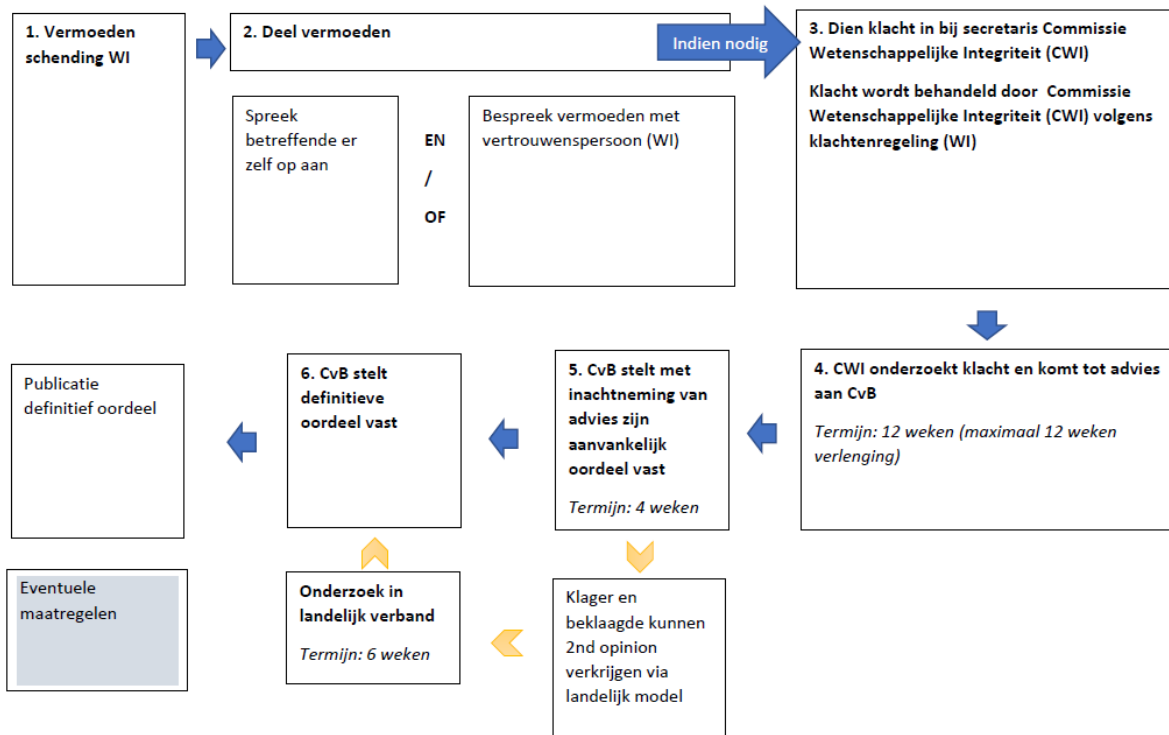 1. Vermoeden
schending WI
2. Deel vermoeden
Indien nodig
3. Dien klacht in bij secretaris Commissie
Wetenschappelijke Integriteit (CWI)
Klacht wordt behandeld door  Commissie
Wetenschappelijke Integriteit (CWI) volgens
klachtenregeling (WI)
Spreek
betreffende er
zelf op aan
EN
/
OF
Bespreek vermoeden met
vertrouwenspersoon (WI)
4. CWI onderzoekt klacht en komt tot advies
aan CvB
Termijn: 12 weken (maximaal 12 weken
verlenging)
5. CvB stelt met
inachtneming van
advies zijn
aanvankelijk
oordeel vast
Termijn: 4 weken
6. CvB stelt
definitieve
oordeel vast
Publicatie
definitief oordeel
Klager en
beklaagde kunnen
2nd opinion
verkrijgen via
landelijk model
Onderzoek in
landelijk verband
Termijn: 6 weken
Eventuele
maatregelen